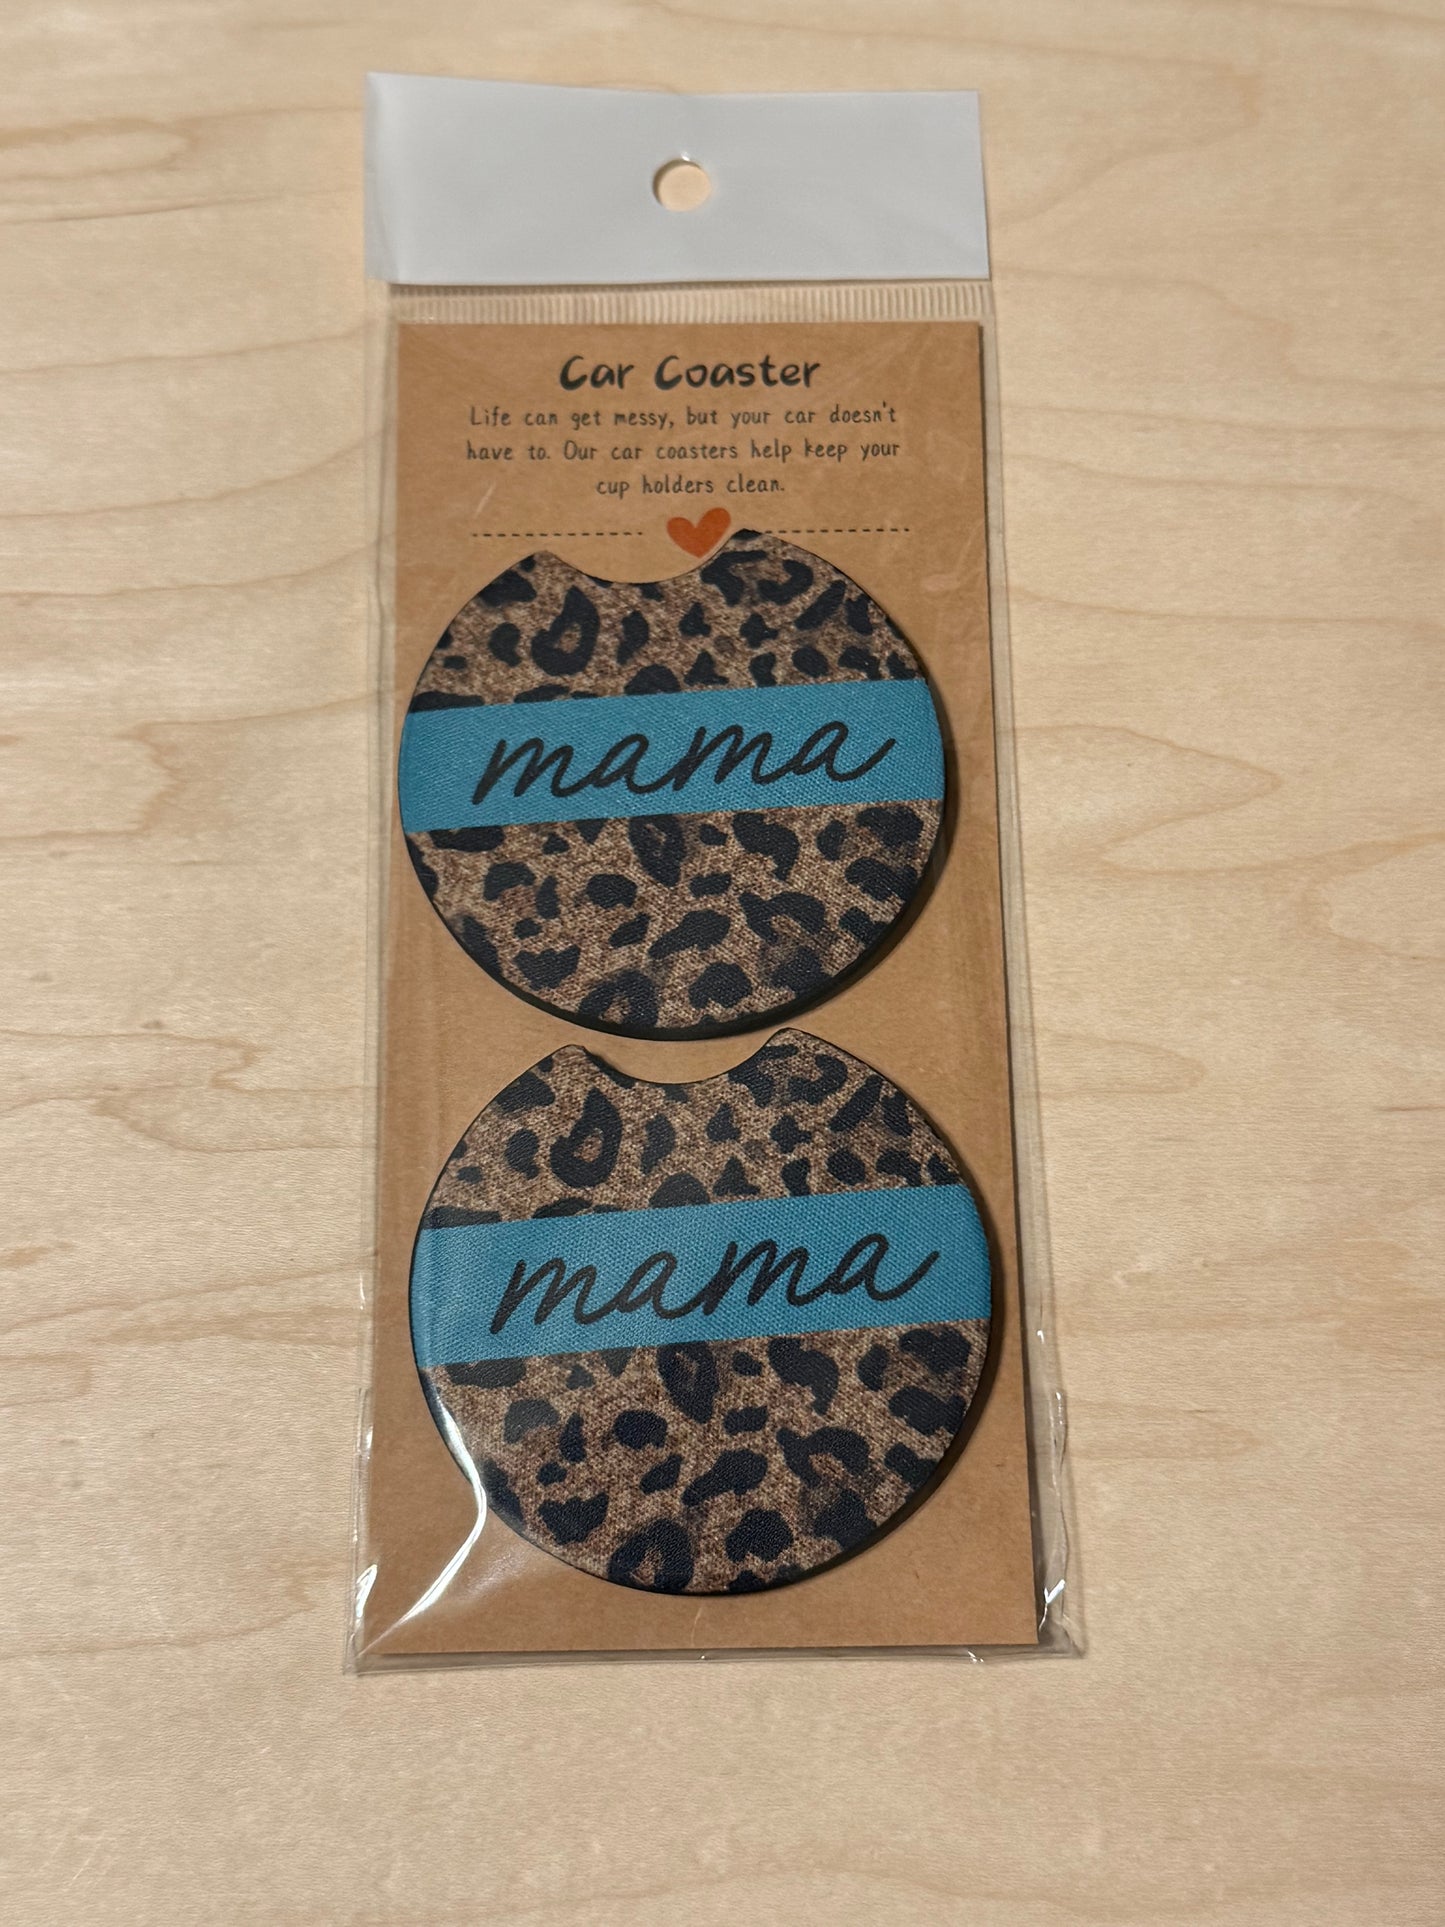 Car Coaster
Life can get messy, but your car doesn't
have to. Our car coasters help keep your
cup holders clean.
mama
mama